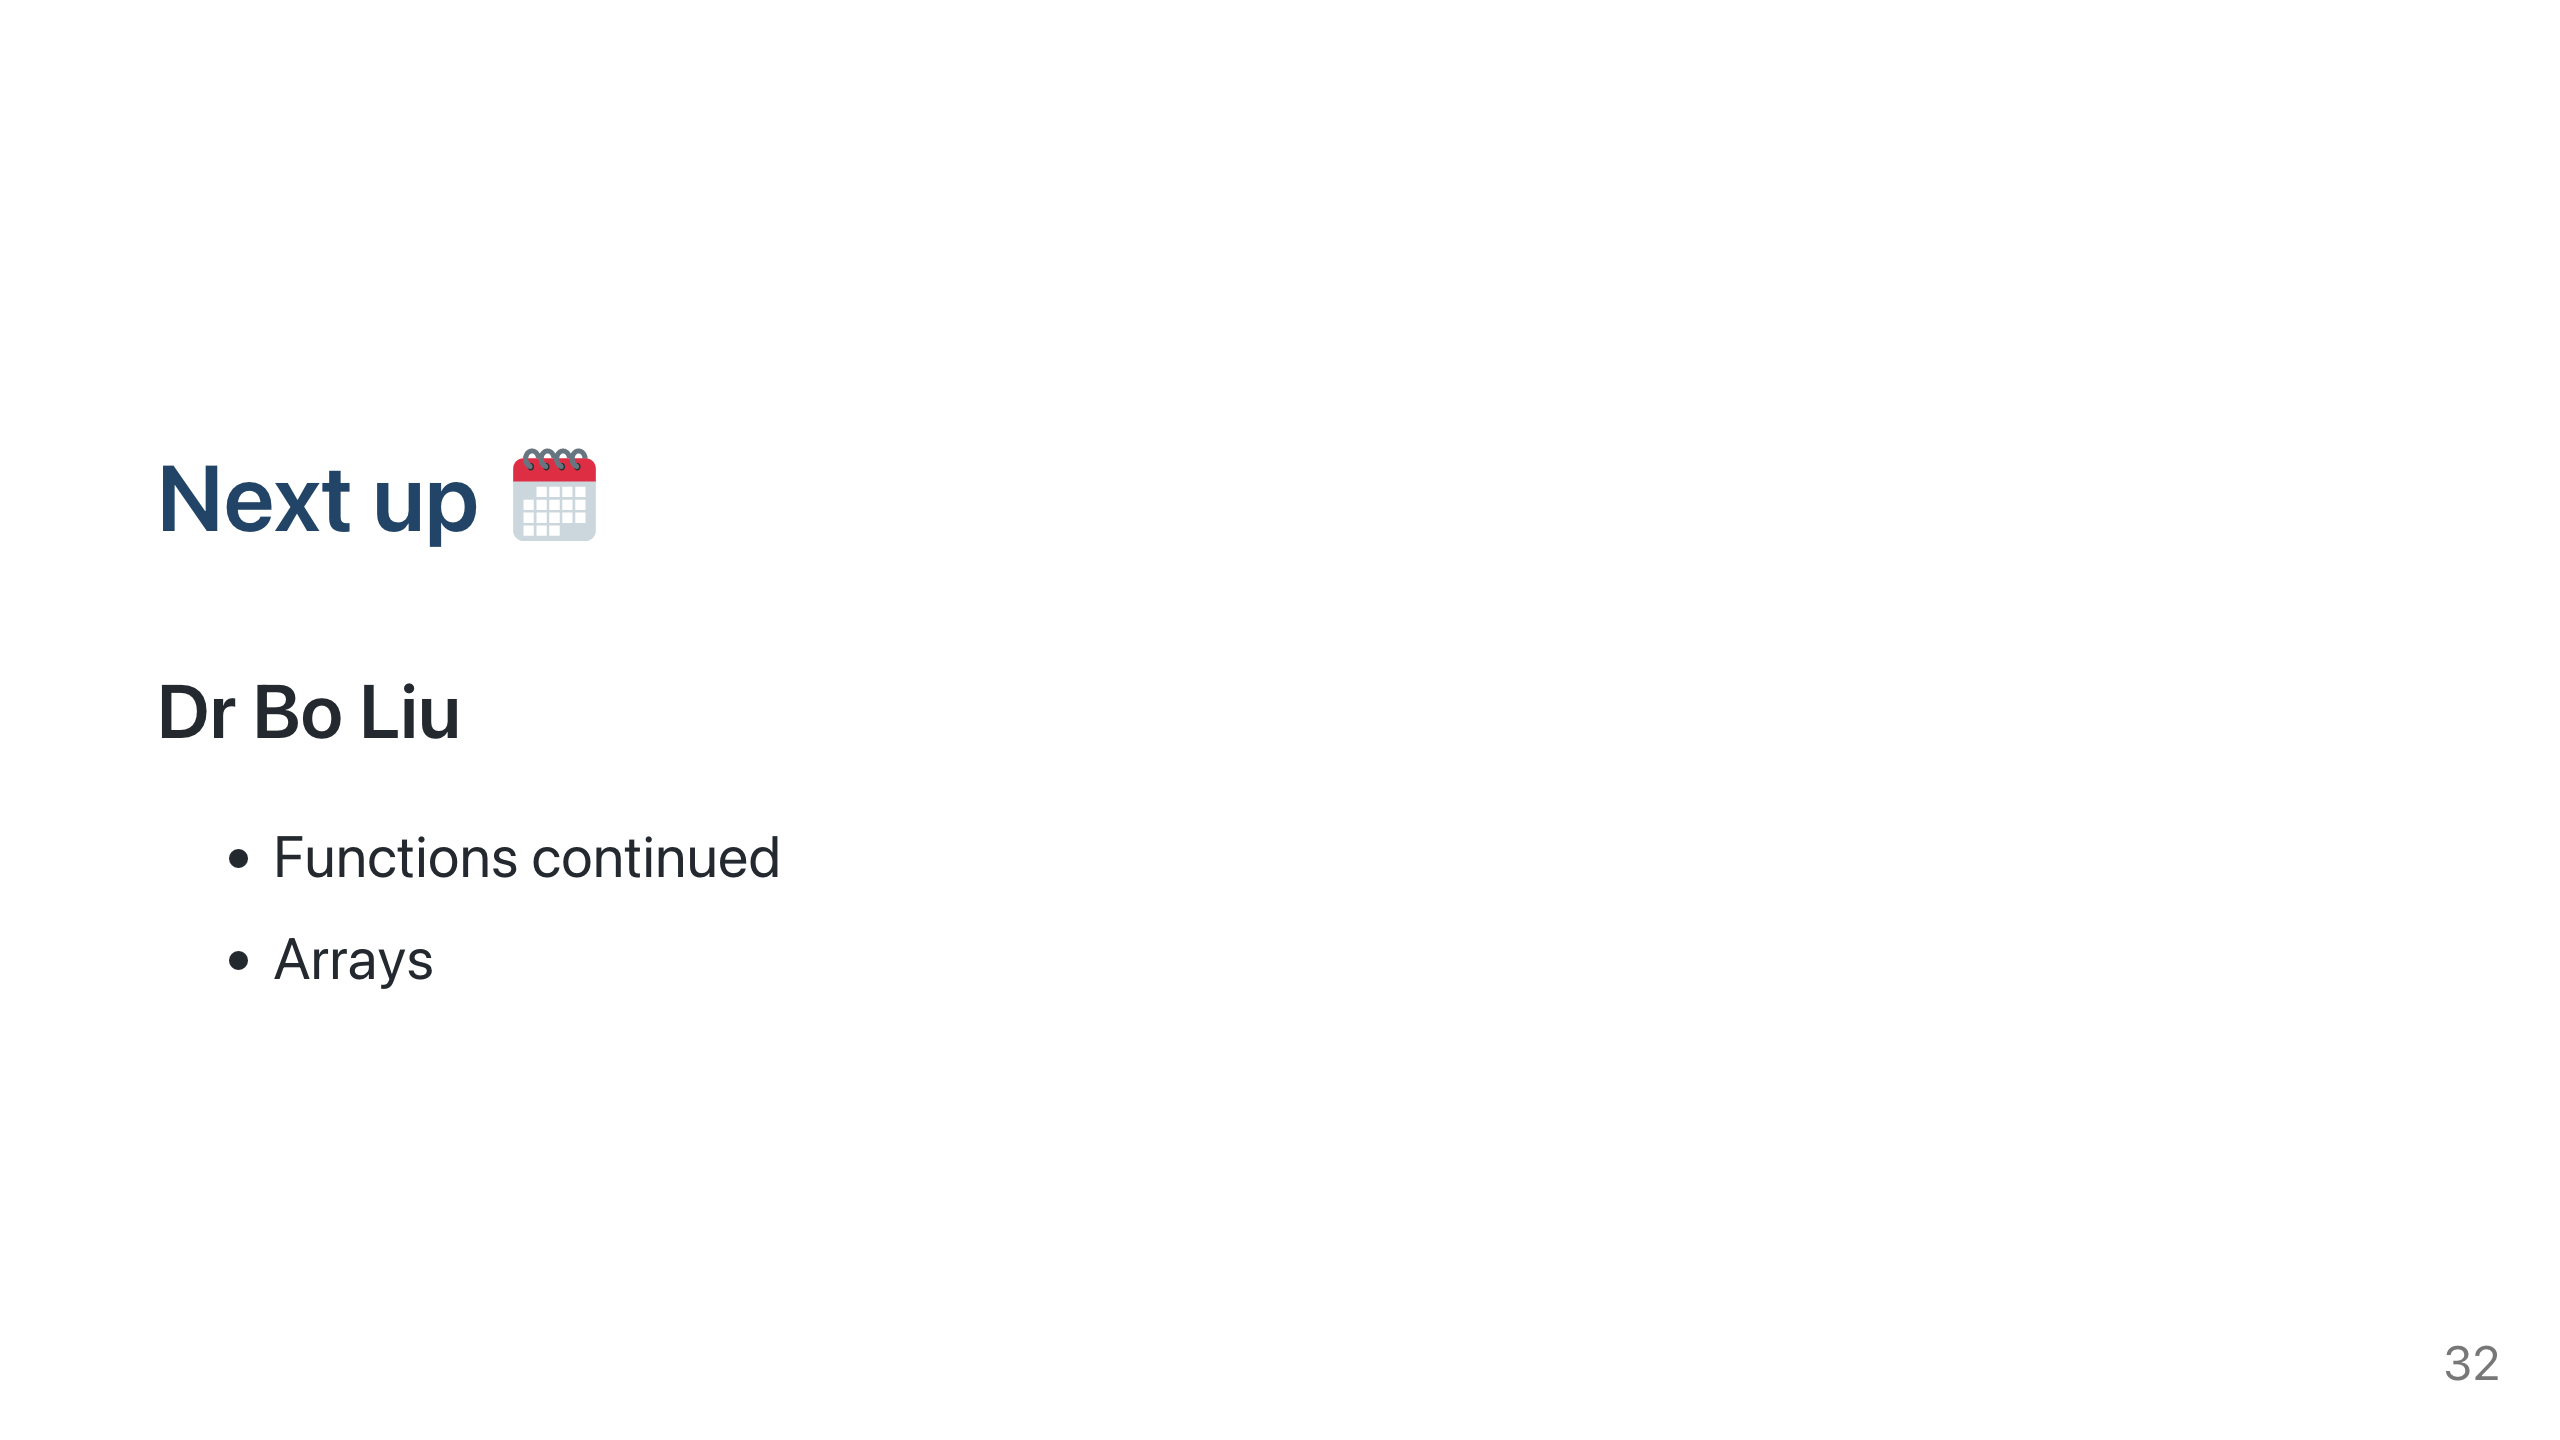 Next up
Dr Bo Liu
Functions continued
Arrays
32